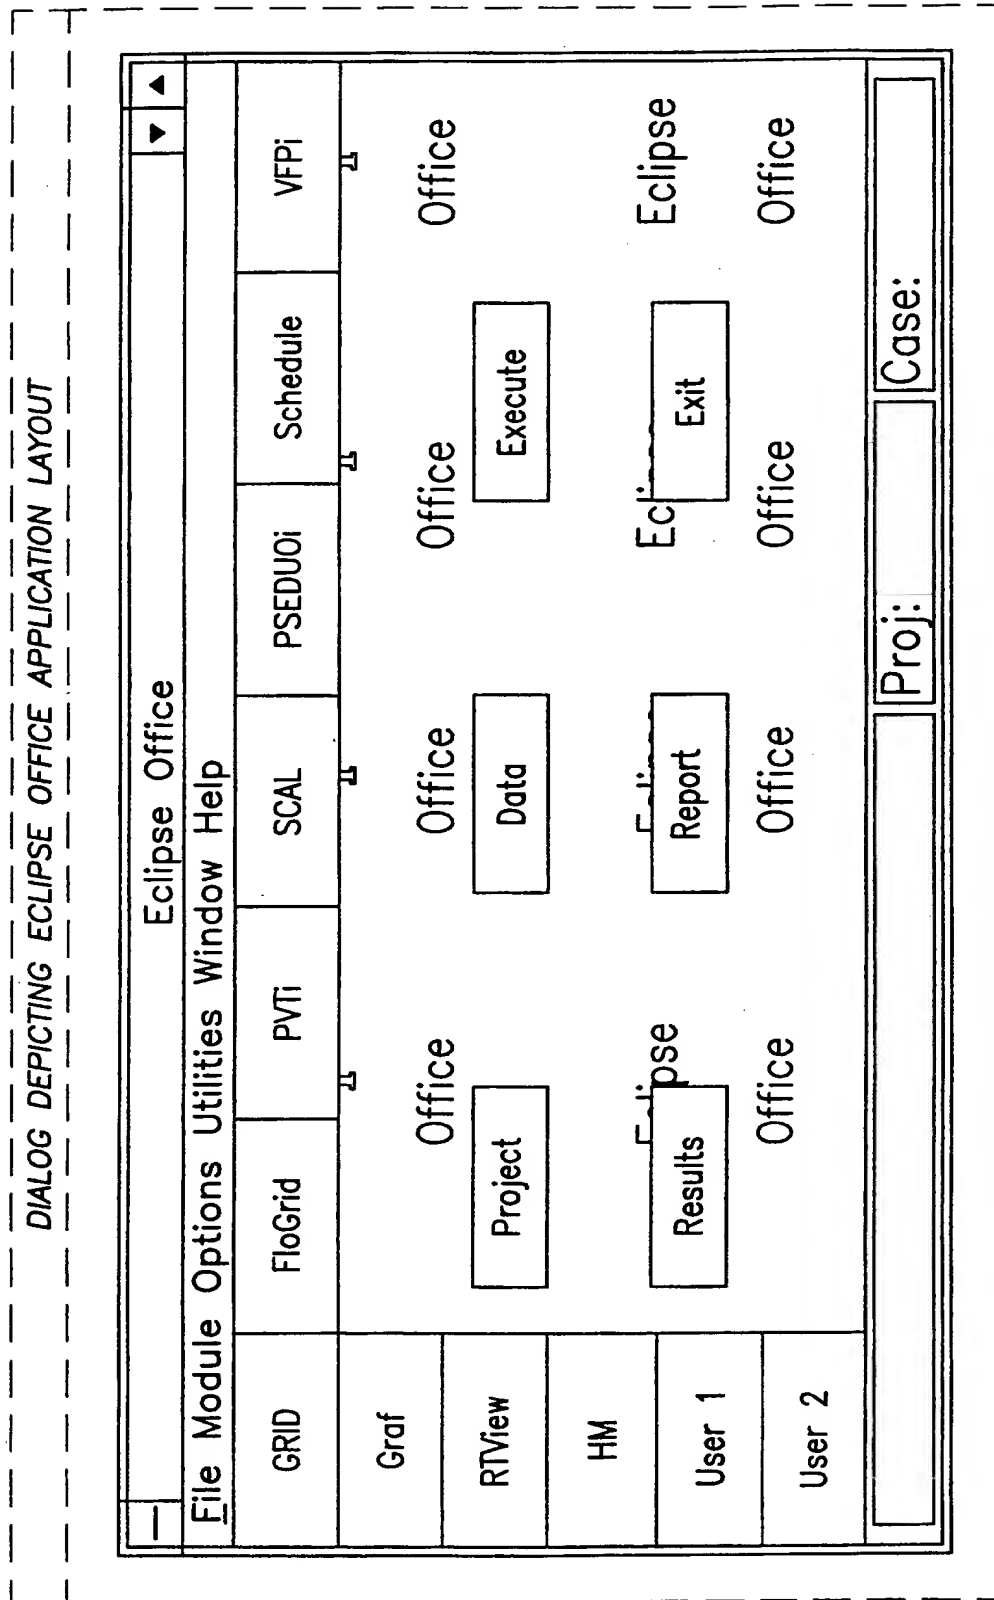 DIALOG DEPICTING ECLIPSE OFFICE APPLICATION LAYOUT
Eclipse Office
File Module Options Utilities Window Help
GRID FloGrid PVTi SCAL PSEDUOi Schedule VFPi
Graf Office Office Office Office
RTView Project Data Execute
HM
Eclipse
User 1 Results Report Exit
User 2 Office Office Office Office
Proj: Case: